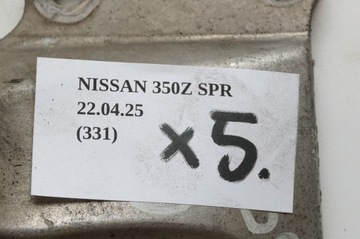 NISSAN 350Z SPR
22.04.25
(331)
x5.